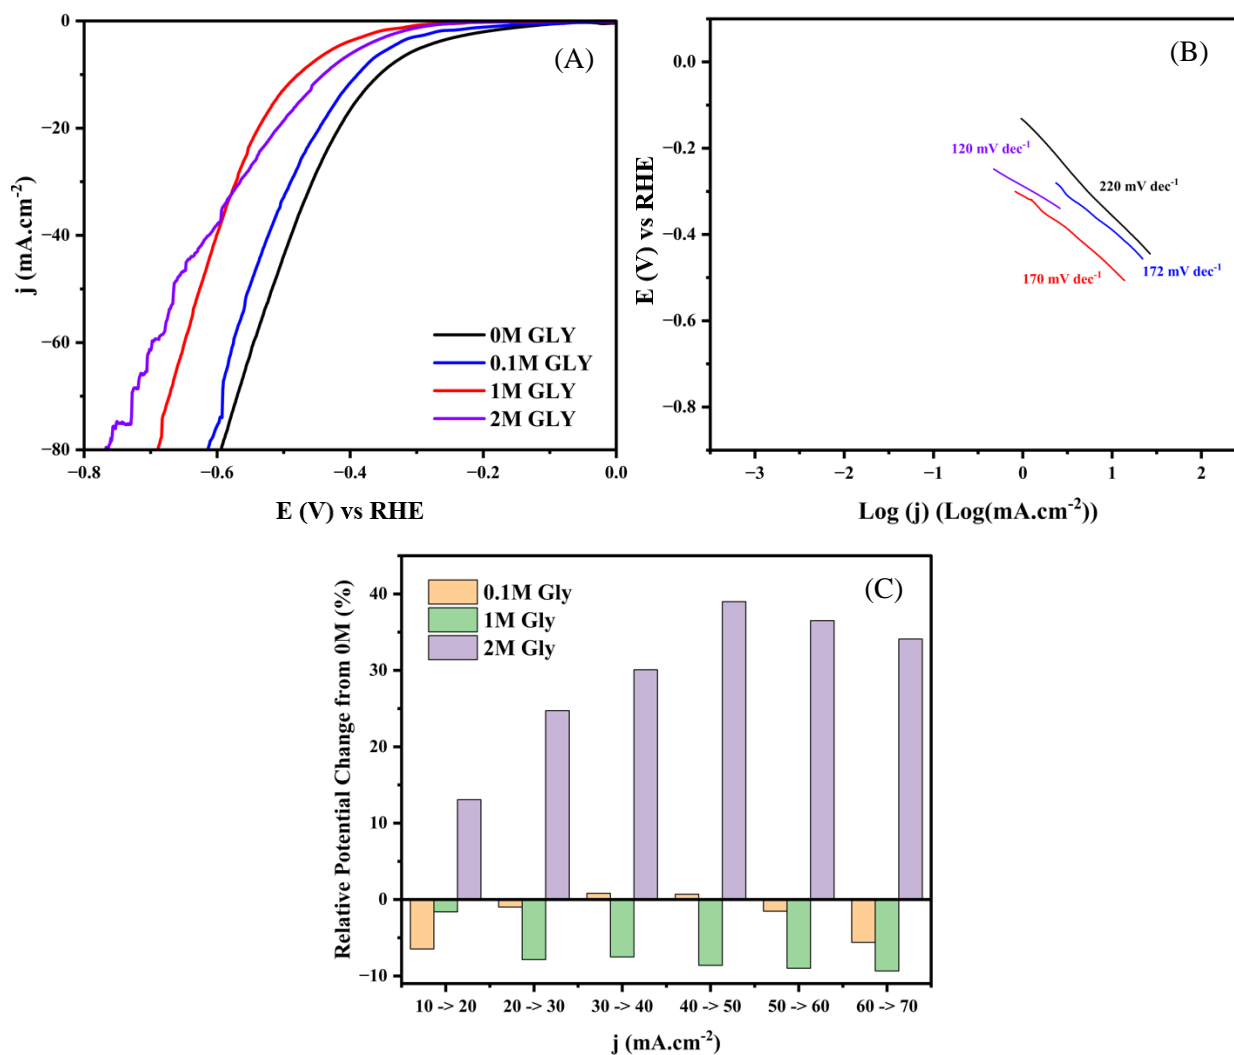 (A)
0
−20
−40
−60
−80
j (mA.cm-2)
0M GLY
0.1M GLY
1M GLY
2M GLY
−0.8
−0.6
−0.4
−0.2
0.0
E (V) vs RHE
(B)
0.0
−0.2
−0.4
−0.6
−0.8
E (V) vs RHE
120 mV dec-1
220 mV dec-1
172 mV dec-1
170 mV dec-1
−3
−2
−1
0
1
2
Log (j) (Log(mA.cm-2))
(C)
40
30
20
10
0
−10
Relative Potential Change from 0M (%)
0.1M Gly
1M Gly
2M Gly
10 -> 20
20 -> 30
30 -> 40
40 -> 50
50 -> 60
60 -> 70
j (mA.cm-2)